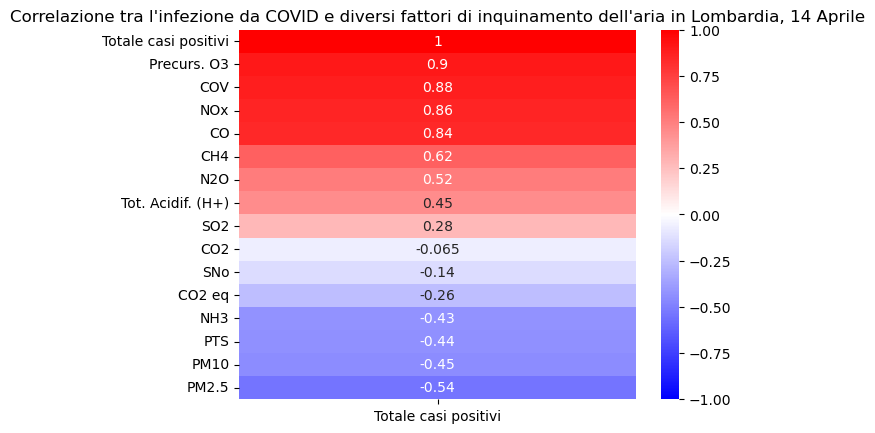 Correlazione tra l'infezione da COVID e diversi fattori di inquinamento dell'aria in Lombardia, 14 Aprile
Totale casi positivi 1
Precurs. O3 0.9
COV 0.88
NOx 0.86
CO 0.84
CH4 0.62
N2O 0.52
Tot. Acidif. (H+) 0.45
SO2 0.28
CO2 -0.065
SNo -0.14
CO2 eq -0.26
NH3 -0.43
PTS -0.44
PM10 -0.45
PM2.5 -0.54
Totale casi positivi
1.00
0.75
0.50
0.25
0.00
−0.25
−0.50
−0.75
−1.00